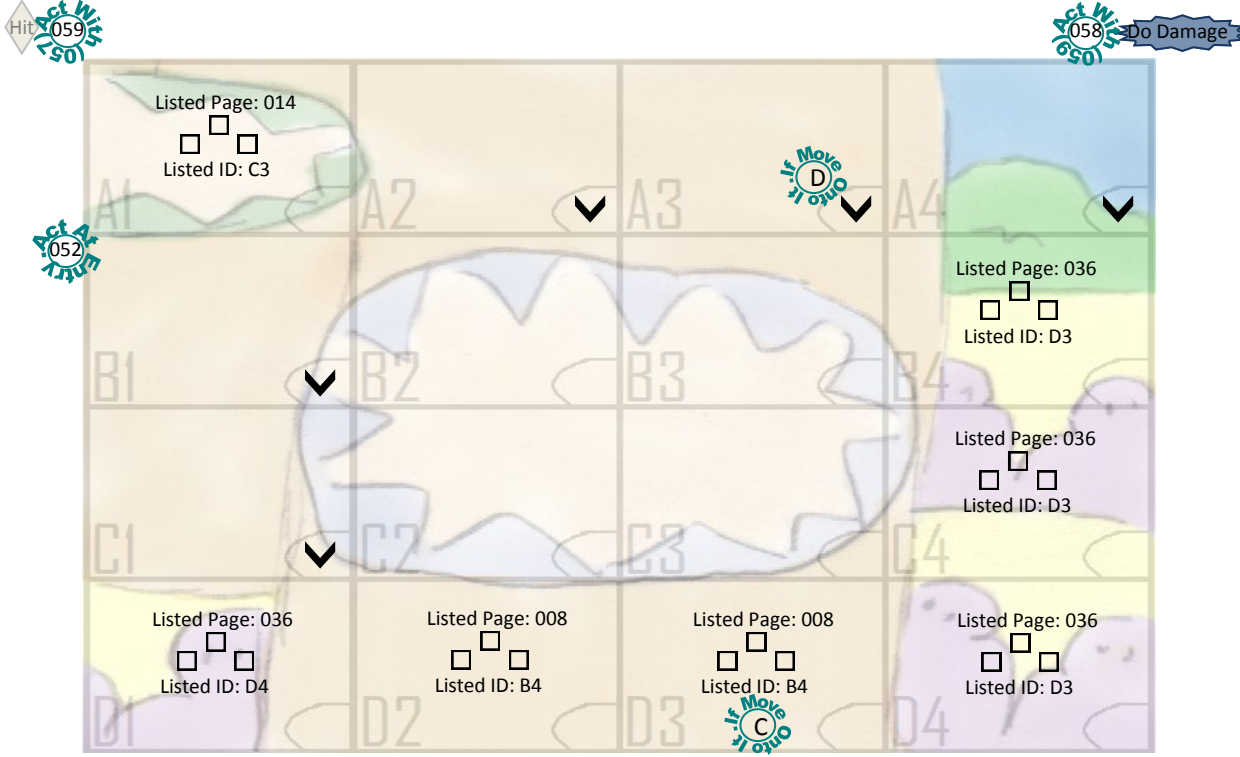 Hit
Act With
059
(057)
Act With
058
(059)
Do Damage
Listed Page: 014
Listed ID: C3
If Move
D
Onto It
A1
A2
A3
A4
Act At
052
Entry
Listed Page: 036
Listed ID: D3
B1
B2
B3
B4
Listed Page: 036
Listed ID: D3
C1
C2
C3
C4
Listed Page: 036
Listed ID: D4
Listed Page: 008
Listed ID: B4
Listed Page: 008
Listed ID: B4
Listed Page: 036
Listed ID: D3
If Move
C
Onto It
D1
D2
D3
D4